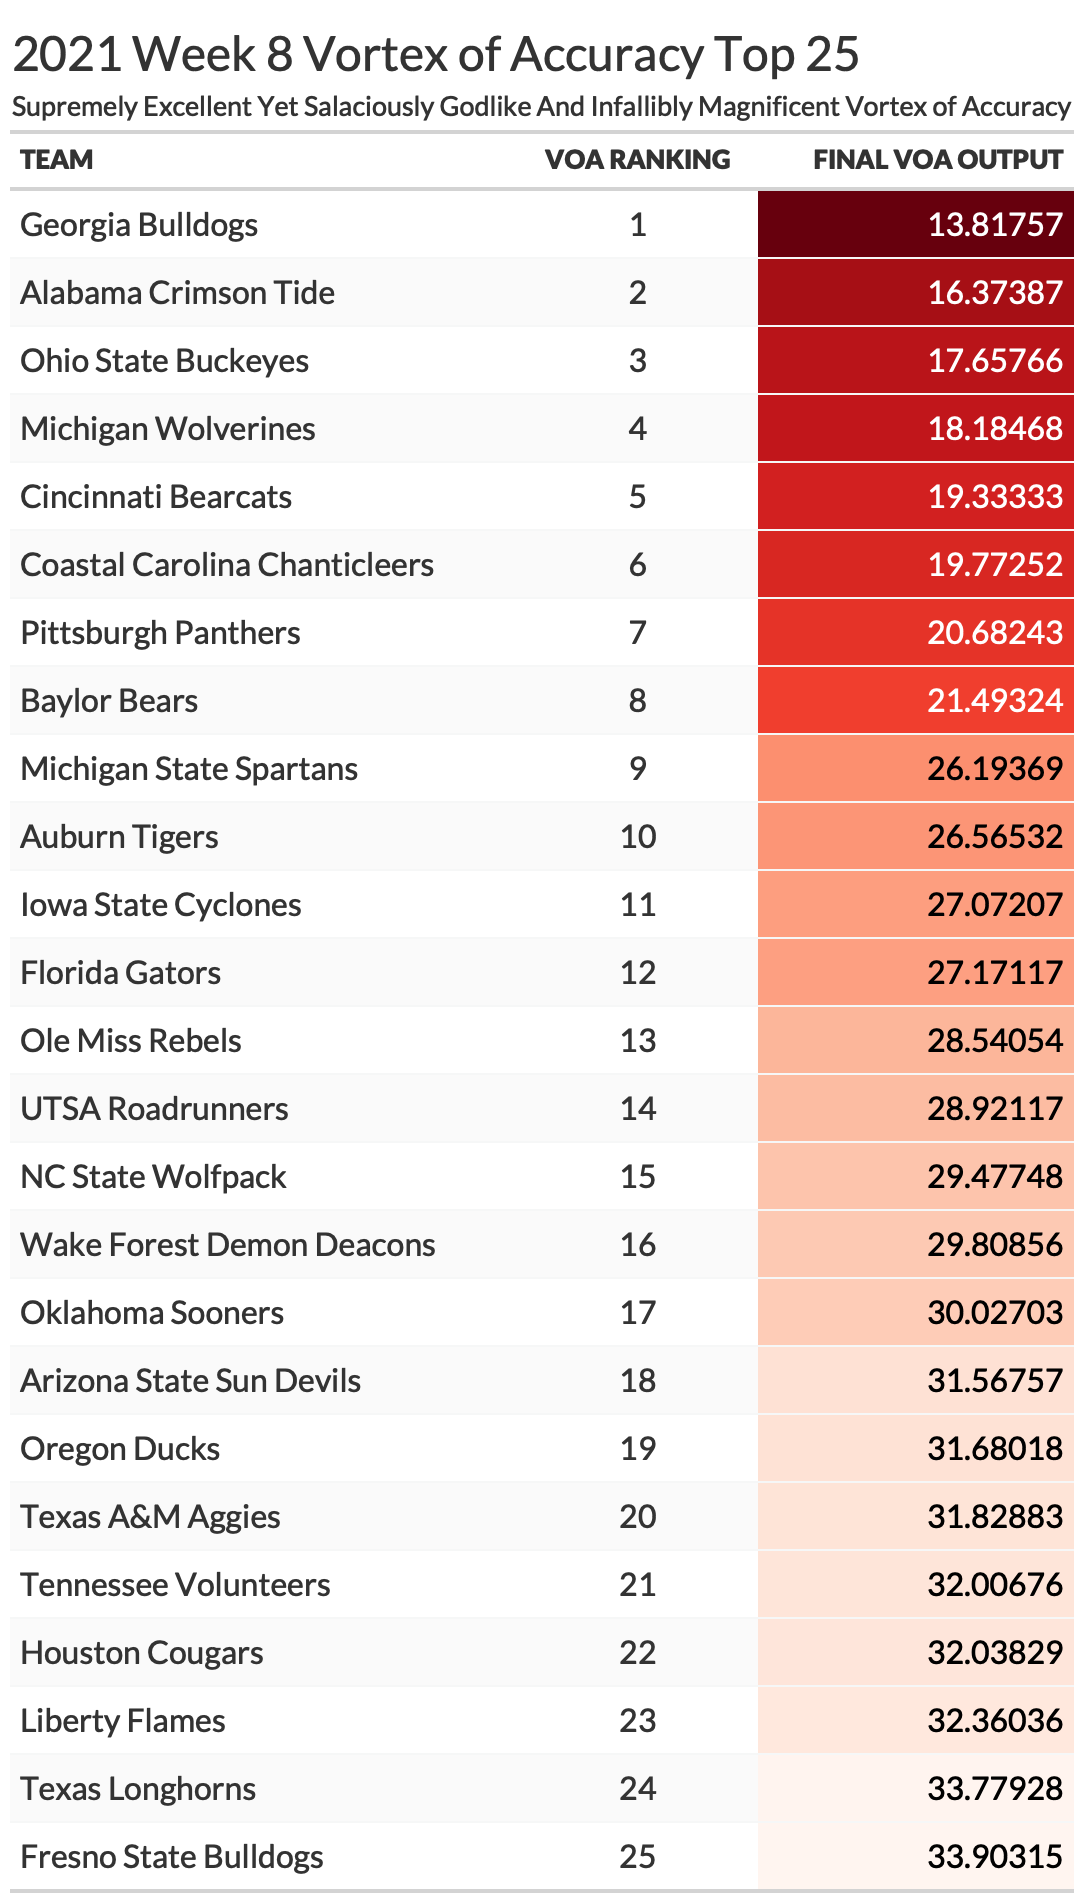 2021 Week 8 Vortex of Accuracy Top 25
Supremely Excellent Yet Salaciously Godlike And Infallibly Magnificent Vortex of Accuracy
TEAM VOA RANKING FINAL VOA OUTPUT
Georgia Bulldogs 1 13.81757
Alabama Crimson Tide 2 16.37387
Ohio State Buckeyes 3 17.65766
Michigan Wolverines 4 18.18468
Cincinnati Bearcats 5 19.33333
Coastal Carolina Chanticleers 6 19.77252
Pittsburgh Panthers 7 20.68243
Baylor Bears 8 21.49324
Michigan State Spartans 9 26.19369
Auburn Tigers 10 26.56532
Iowa State Cyclones 11 27.07207
Florida Gators 12 27.17117
Ole Miss Rebels 13 28.54054
UTSA Roadrunners 14 28.92117
NC State Wolfpack 15 29.47748
Wake Forest Demon Deacons 16 29.80856
Oklahoma Sooners 17 30.02703
Arizona State Sun Devils 18 31.56757
Oregon Ducks 19 31.68018
Texas A&M Aggies 20 31.82883
Tennessee Volunteers 21 32.00676
Houston Cougars 22 32.03829
Liberty Flames 23 32.36036
Texas Longhorns 24 33.77928
Fresno State Bulldogs 25 33.90315